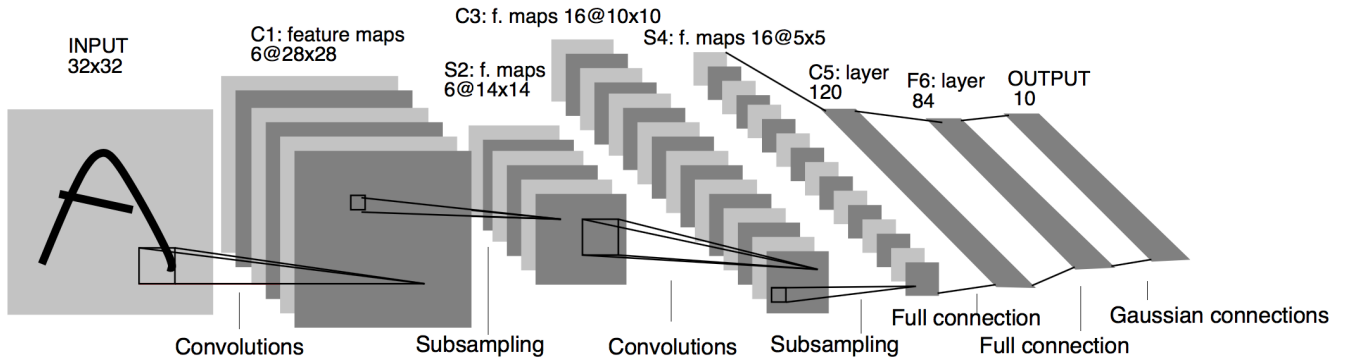 INPUT
32x32
C1: feature maps
6@28x28
S2: f. maps
6@14x14
C3: f. maps 16@10x10
S4: f. maps 16@5x5
C5: layer
120
F6: layer
84
OUTPUT
10
Convolutions
Subsampling
Convolutions
Subsampling
Full connection
Full connection
Gaussian connections
A